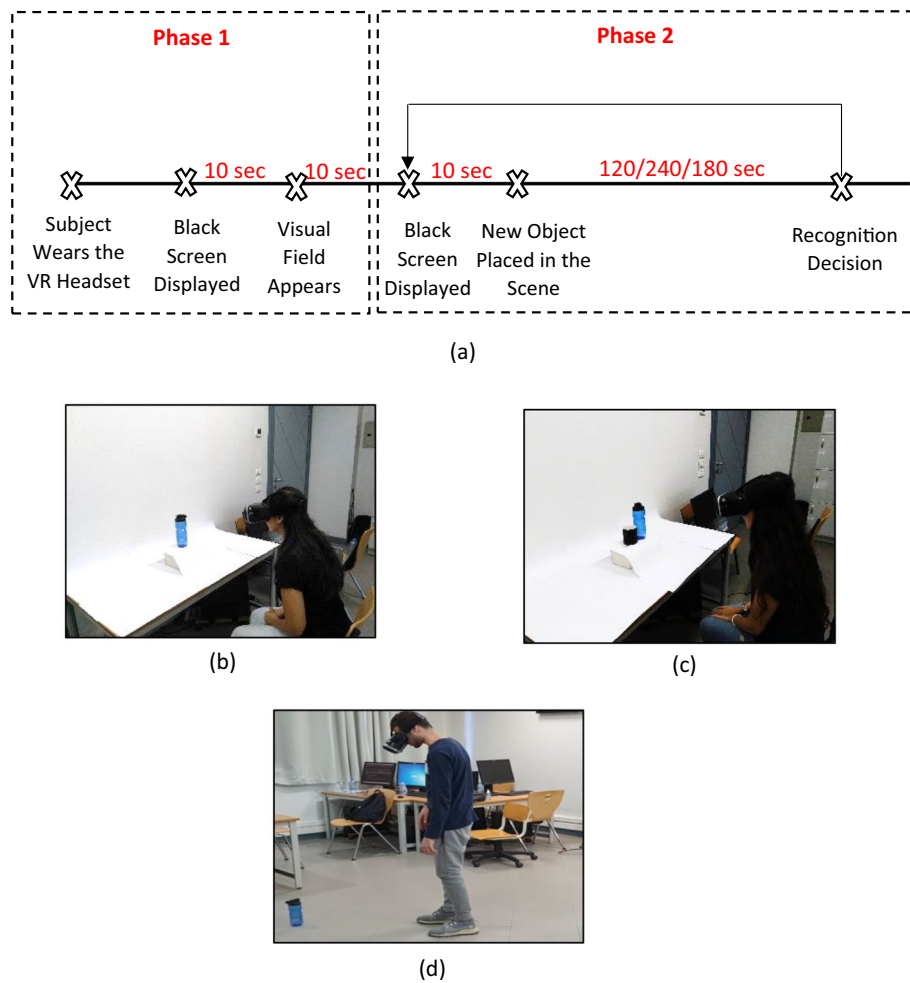 Phase 1
Phase 2
10 sec
10 sec
10 sec
120/240/180 sec
Subject
Wears the
VR Headset
Black
Screen
Displayed
Visual
Field
Appears
Black
Screen
Displayed
New Object
Placed in the
Scene
Recognition
Decision
(a)
(b)
(c)
(d)